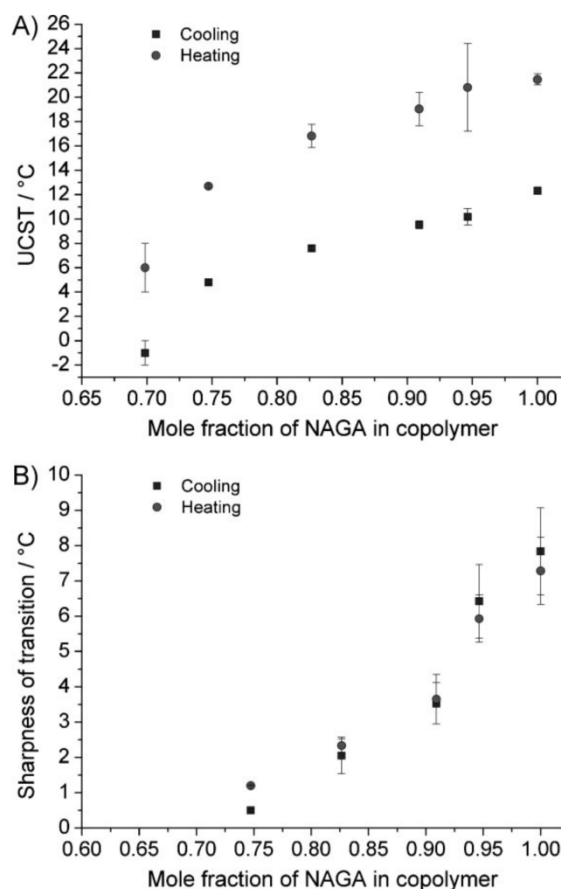 A)
Cooling
Heating
UCST / °C
26
24
22
20
18
16
14
12
10
8
6
4
2
0
-2
0.65 0.70 0.75 0.80 0.85 0.90 0.95 1.00
Mole fraction of NAGA in copolymer
B)
Cooling
Heating
Sharpness of transition / °C
10
9
8
7
6
5
4
3
2
1
0
0.60 0.65 0.70 0.75 0.80 0.85 0.90 0.95 1.00
Mole fraction of NAGA in copolymer